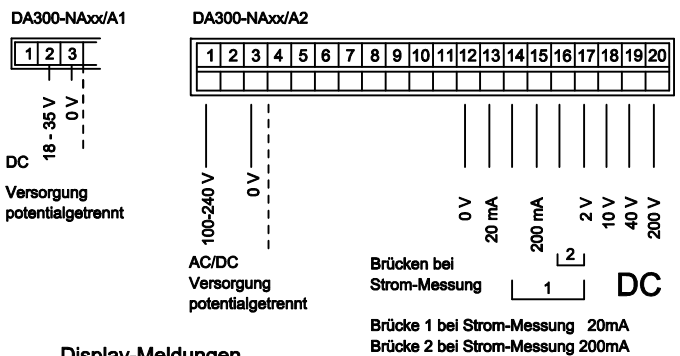 DA300-NAxx/A1
DA300-NAxx/A2
1 2 3
1 2 3 4 5 6 7 8 9 10 11 12 13 14 15 16 17 18 19 20
18 - 35 V
0 V
DC
Versorgung
potentialgetrennt
100-240 V
0 V
AC/DC
Versorgung
potentialgetrennt
0 V
20 mA
200 mA
2 V
10 V
40 V
200 V
Brücken bei
Strom-Messung
2
1
DC
Brücke 1 bei Strom-Messung 20mA
Brücke 2 bei Strom-Messung 200mA
Display-Meldungen